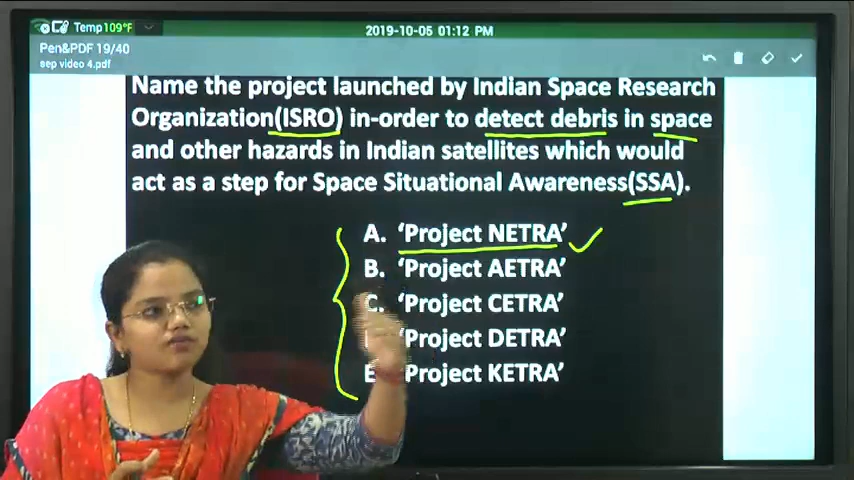 Temp109°F
2019-10-05 01:12 PM
Pen&PDF 19/40
sep video 4.pdf
Name the project launched by Indian Space Research
Organization(ISRO) in-order to detect debris in space
and other hazards in Indian satellites which would
act as a step for Space Situational Awareness(SSA).
A. ‘Project NETRA’
B. ‘Project AETRA’
C. ‘Project CETRA’
‘Project DETRA’
E Project KETRA’